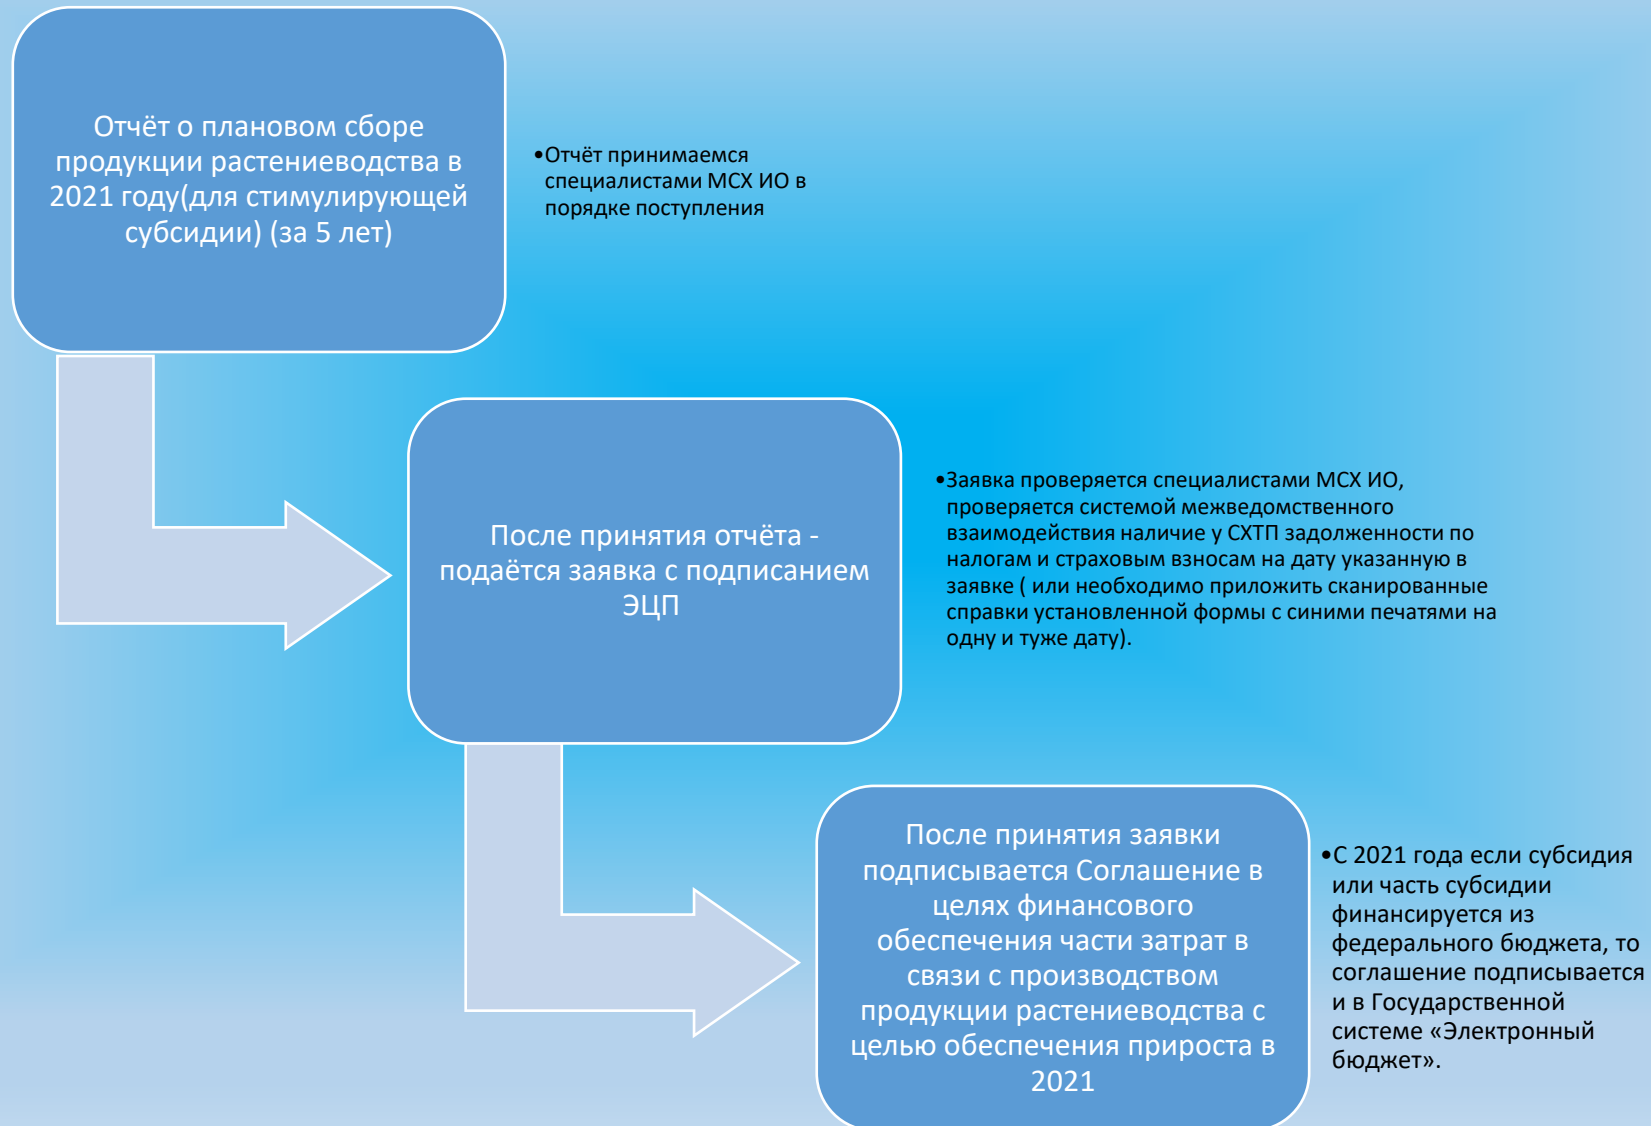 Отчёт о плановом сборе
продукции растениеводства в
2021 году(для стимулирующей
субсидии) (за 5 лет)
•Отчёт принимаемся
специалистами МСХ ИО в
порядке поступления
После принятия отчёта -
подаётся заявка с подписанием
ЭЦП
•Заявка проверяется специалистами МСХ ИО,
проверяется системой межведомственного
взаимодействия наличие у СХТП задолженности по
налогам и страховым взносам на дату указанную в
заявке ( или необходимо приложить сканированные
справки установленной формы с синими печатями на
одну и туже дату).
После принятия заявки
подписывается Соглашение в
целях финансового
обеспечения части затрат в
связи с производством
продукции растениеводства с
целью обеспечения прироста в
2021
•С 2021 года если субсидия
или часть субсидии
финансируется из
федерального бюджета, то
соглашение подписывается
и в Государственной
системе «Электронный
бюджет».